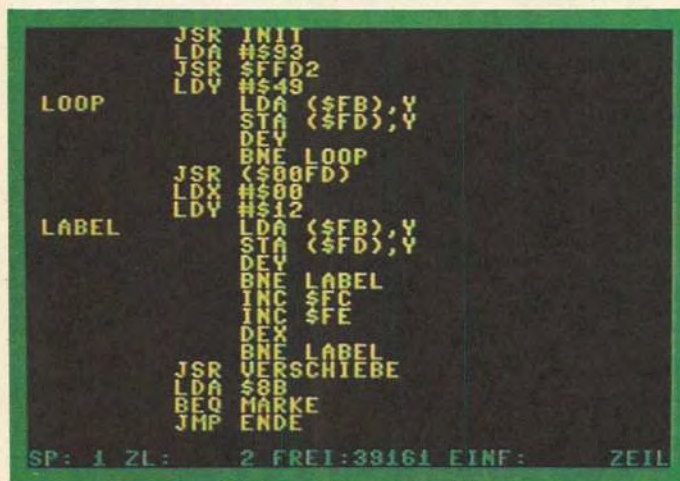 JSR INIT
LDA #$93
JSR $FFD2
LDY #$49
LOOP LDA ($FB),Y
STA ($FD),Y
DEY
BNE LOOP
JSR ($00FD)
LDX #$00
LDY #$12
LABEL LDA ($FB),Y
STA ($FD),Y
DEY
BNE LABEL
INC $FC
INC $FE
DEX
BNE LABEL
JSR VERSCHIEBE
LDA $8B
BEQ MARKE
JMP ENDE
SP: 1 ZL: 2 FREI:39161 EINF: ZEIL